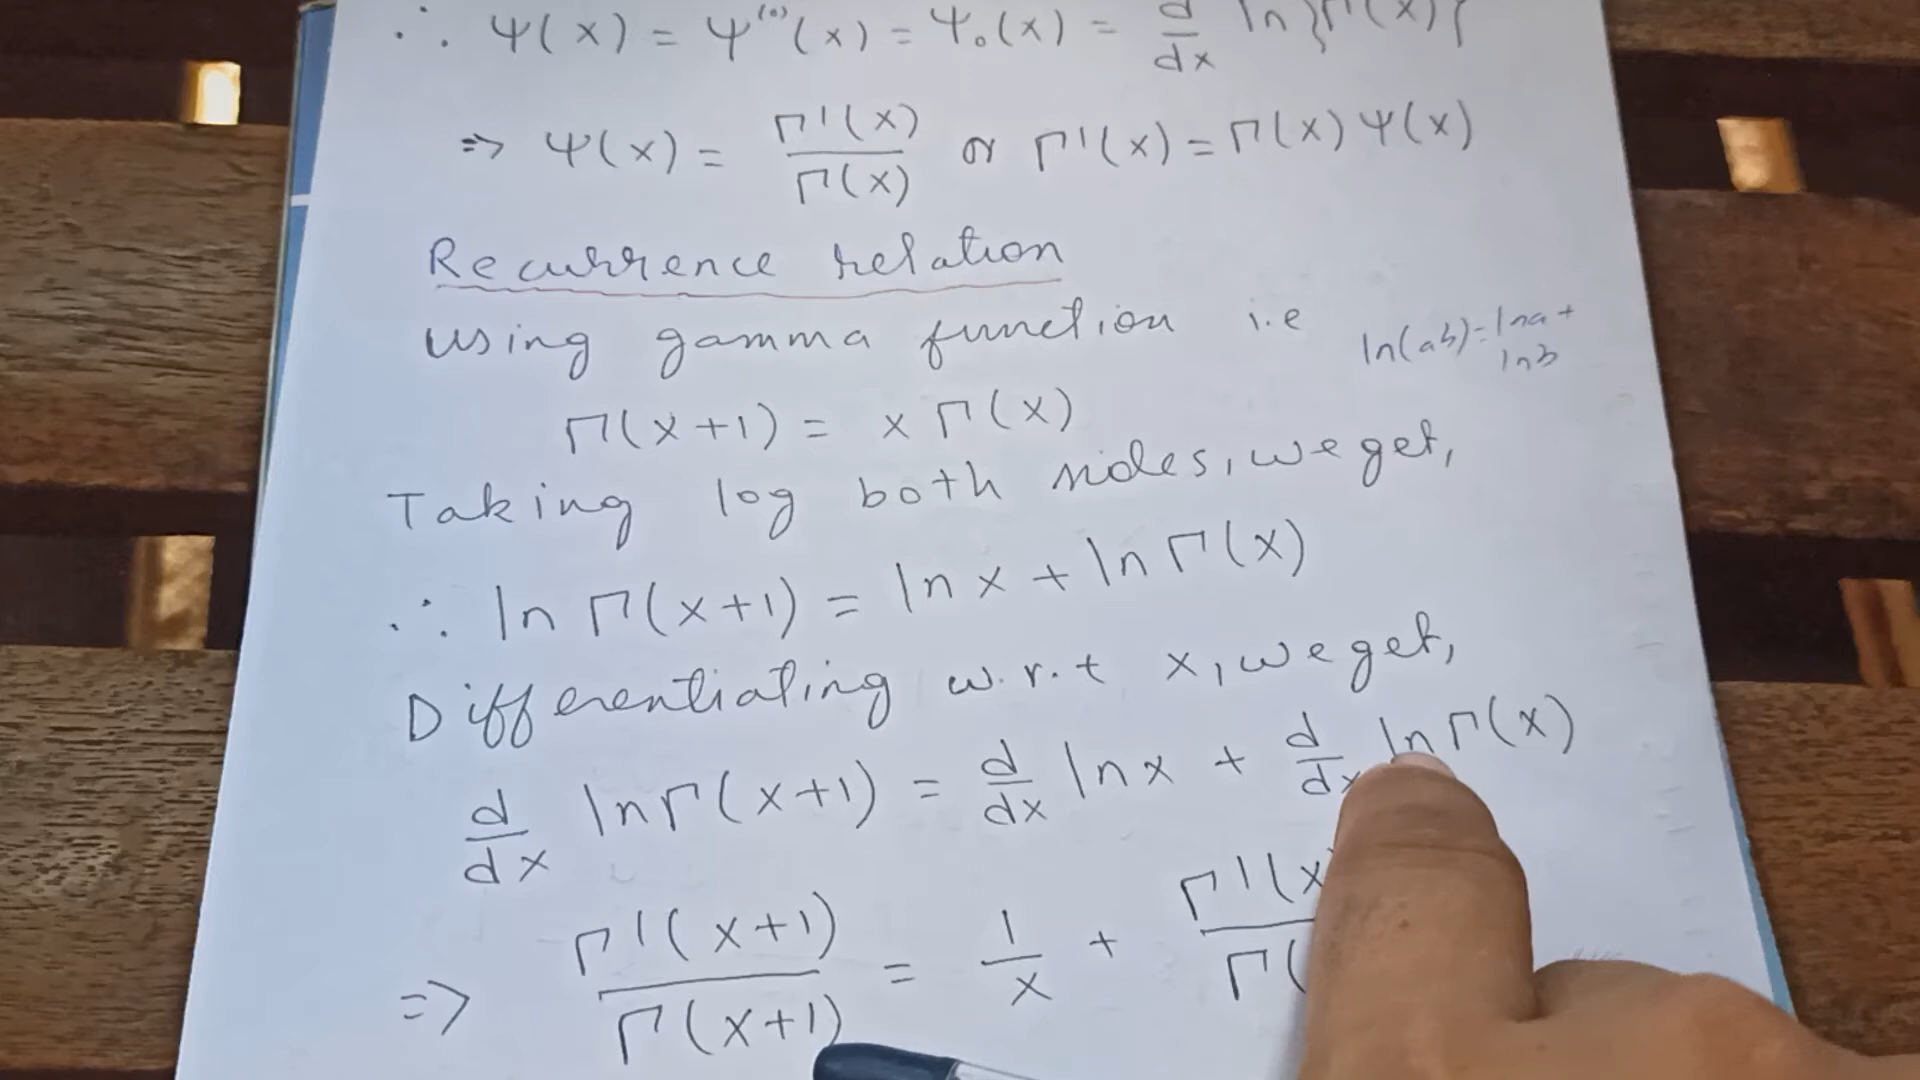 ∴ Ψ(x) = Ψ⁽⁰⁾(x) = Ψ₀(x) = d/dx ln{Γ(x)}
=> Ψ(x) = Γ'(x)/Γ(x) or Γ'(x) = Γ(x) Ψ(x)
Recurrence relation
using gamma function i.e
ln(ab) = lna +
lnb
Γ(x+1) = x Γ(x)
Taking log both sides, we get,
∴ ln Γ(x+1) = ln x + ln Γ(x)
Differentiating w.r.t x, we get,
d/dx ln Γ(x+1) = d/dx ln x + d/dx ln Γ(x)
=> Γ'(x+1)/Γ(x+1) = 1/x + Γ'(x/Γ(